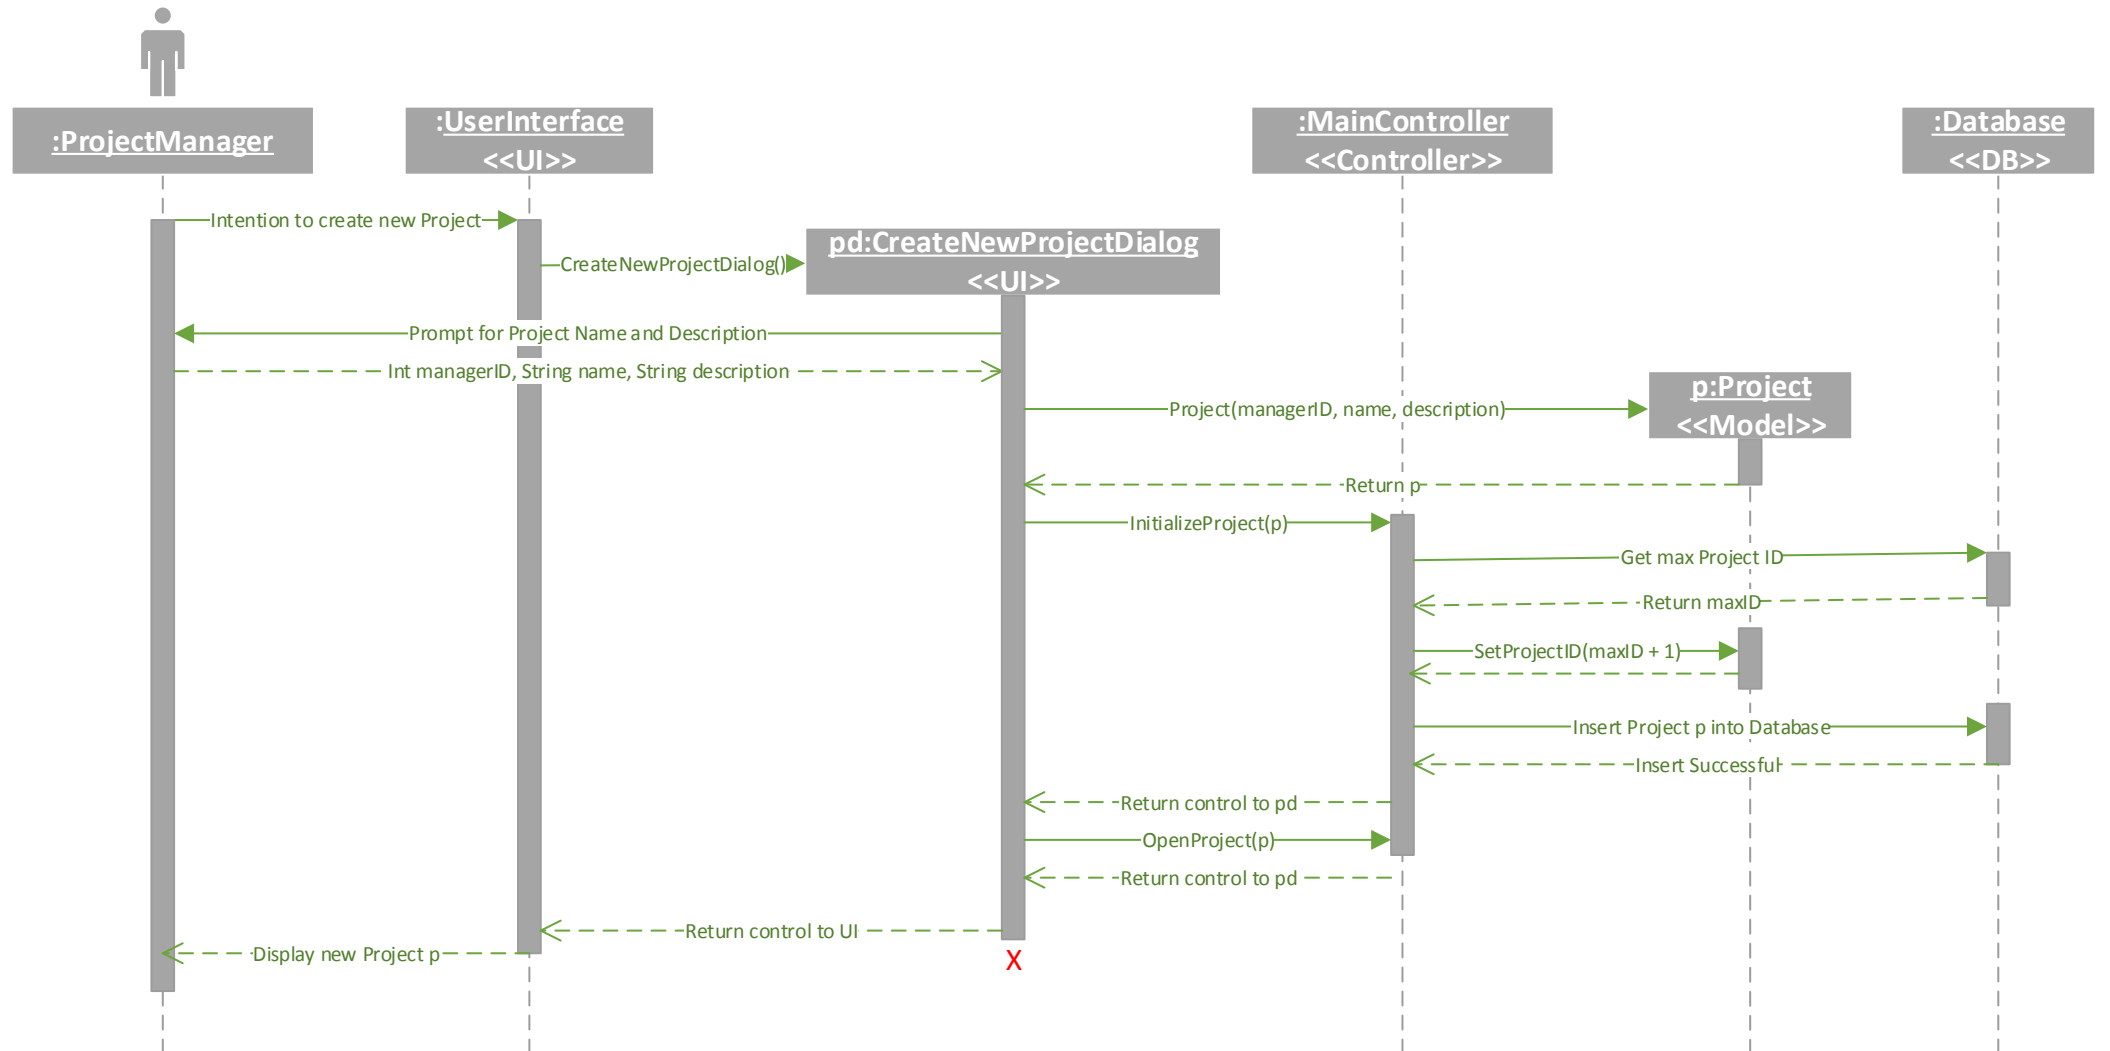 :ProjectManager
:UserInterface
<<UI>>
:MainController
<<Controller>>
:Database
<<DB>>
Intention to create new Project
pd:CreateNewProjectDialog
<<UI>>
CreateNewProjectDialog()
Prompt for Project Name and Description
Int managerID, String name, String description
p:Project
<<Model>>
Project(managerID, name, description)
Return p
InitializeProject(p)
Get max Project ID
Return maxID
SetProjectID(maxID + 1)
Insert Project p into Database
Insert Successful
Return control to pd
OpenProject(p)
Return control to pd
Return control to UI
Display new Project p
X